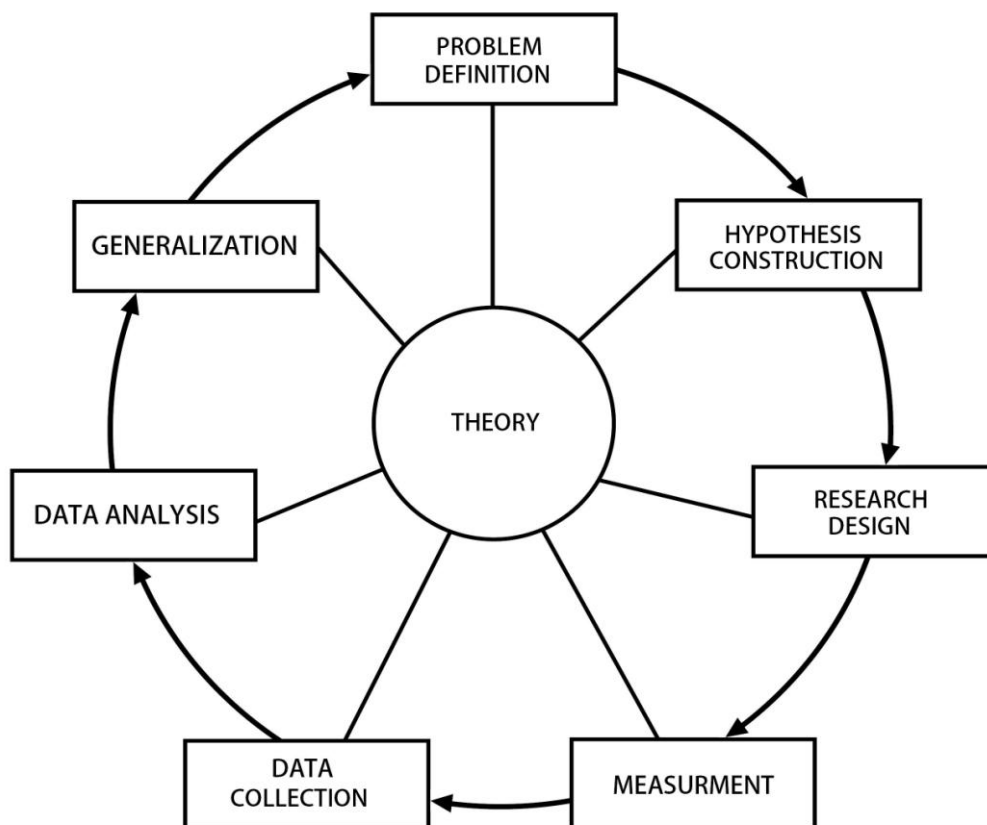 PROBLEM
DEFINITION
HYPOTHESIS
CONSTRUCTION
RESEARCH
DESIGN
MEASURMENT
DATA
COLLECTION
DATA ANALYSIS
GENERALIZATION
THEORY